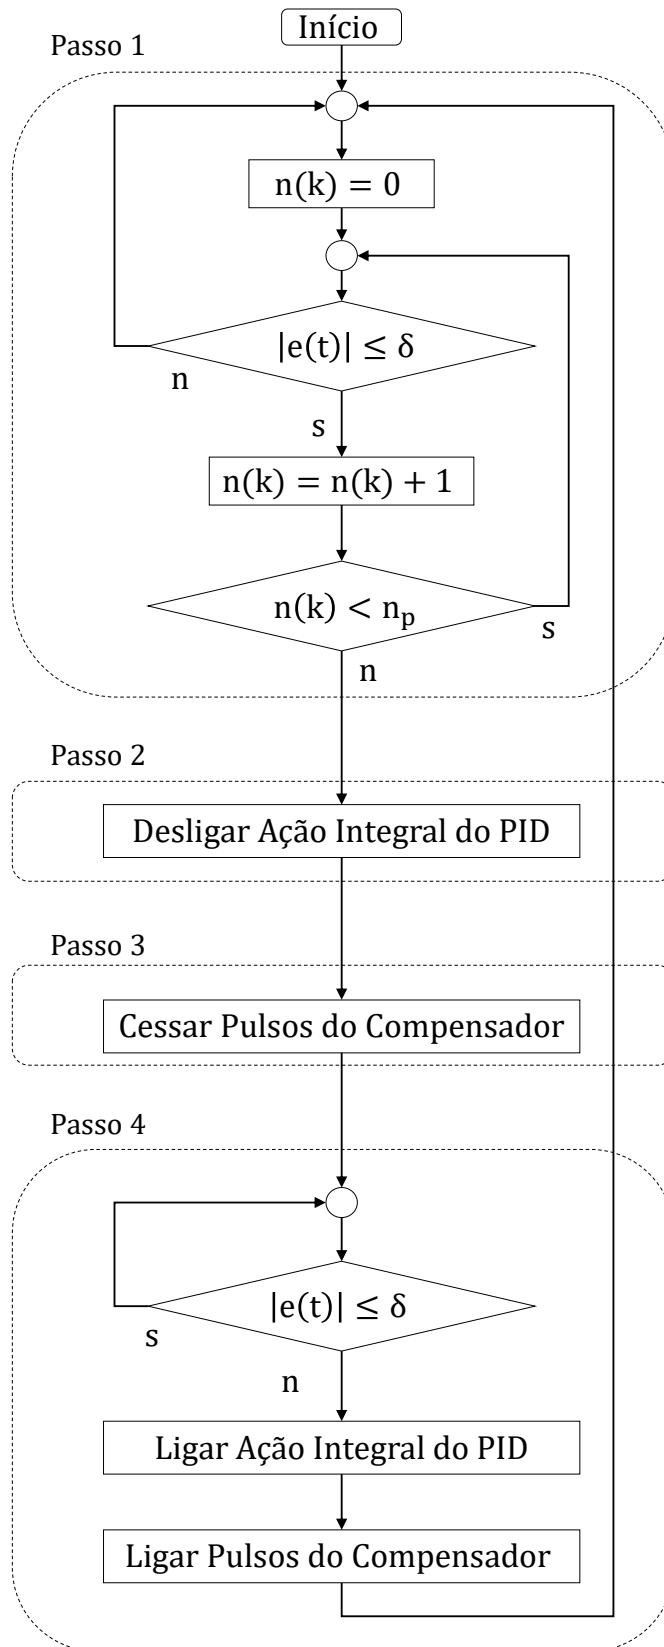 Início
Passo 1
n(k) = 0
|e(t)| ≤ δ
n
s
n(k) = n(k) + 1
n(k) < nₚ
s
n
Passo 2
Desligar Ação Integral do PID
Passo 3
Cessar Pulsos do Compensador
Passo 4
|e(t)| ≤ δ
s
n
Ligar Ação Integral do PID
Ligar Pulsos do Compensador